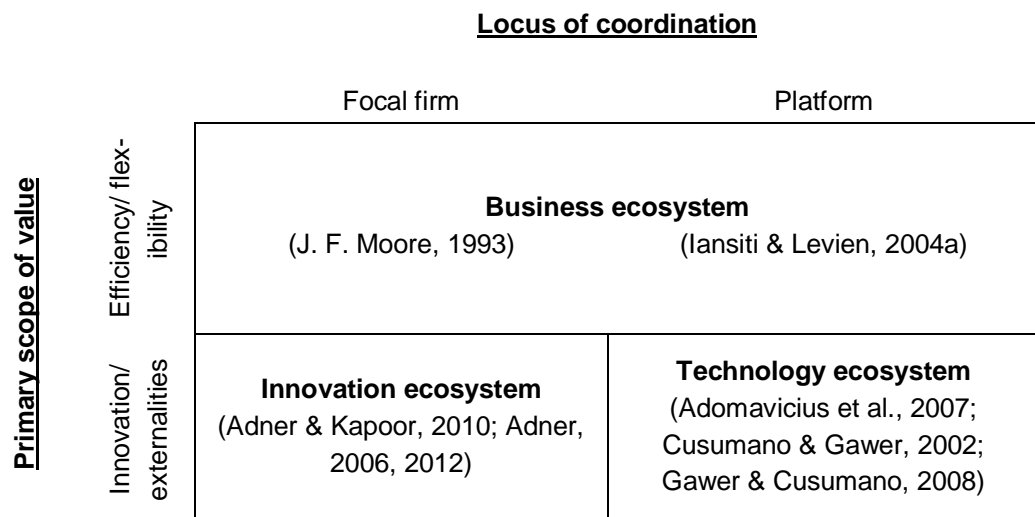 Locus of coordination
Focal firm
Platform
Primary scope of value
Efficiency/ flex-
ibility
Business ecosystem
(J. F. Moore, 1993)
(Iansiti & Levien, 2004a)
Innovation/
externalities
Innovation ecosystem
(Adner & Kapoor, 2010; Adner,
2006, 2012)
Technology ecosystem
(Adomavicius et al., 2007;
Cusumano & Gawer, 2002;
Gawer & Cusumano, 2008)